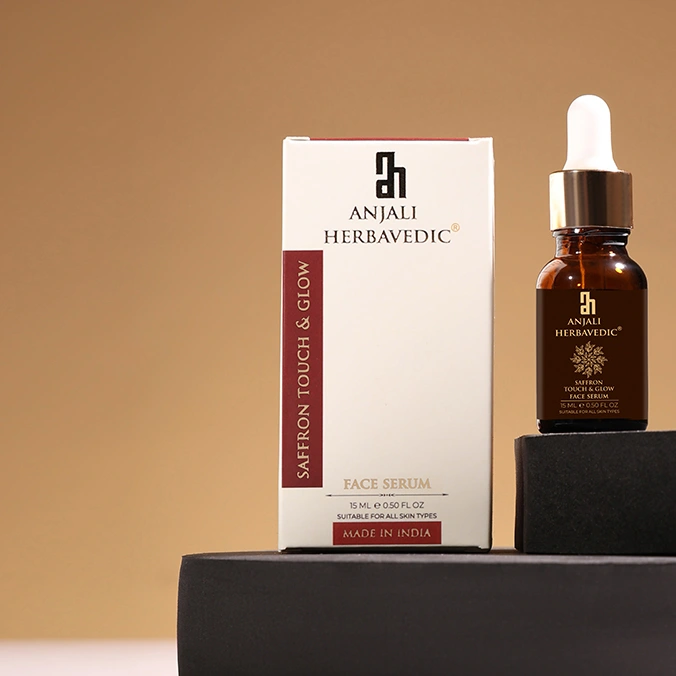 ah
ANJALI
HERBAVEDIC®
SAFFRON TOUCH & GLOW
FACE SERUM
15 ML ℮ 0.50 FL OZ
SUITABLE FOR ALL SKIN TYPES
MADE IN INDIA
ah
ANJALI
HERBAVEDIC®
SAFFRON
TOUCH & GLOW
FACE SERUM
15 ML ℮ 0.50 FL OZ
SUITABLE FOR ALL SKIN TYPES